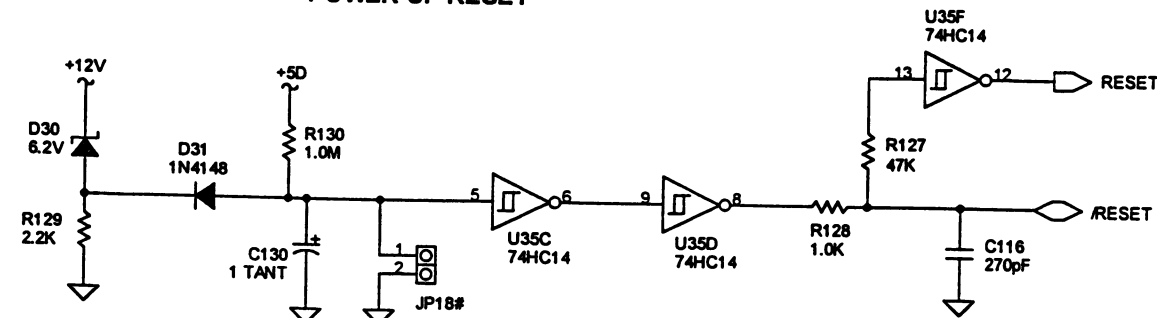 POWER-UP RESET
U35F
74HC14
+12V
+5D
13
12
RESET
D30
6.2V
D31
1N4148
R130
1.0M
R127
47K
5
6
9
8
/RESET
R129
2.2K
U35C
74HC14
U35D
74HC14
R128
1.0K
C130
1 TANT
+
1
2
C116
270pF
JP18#